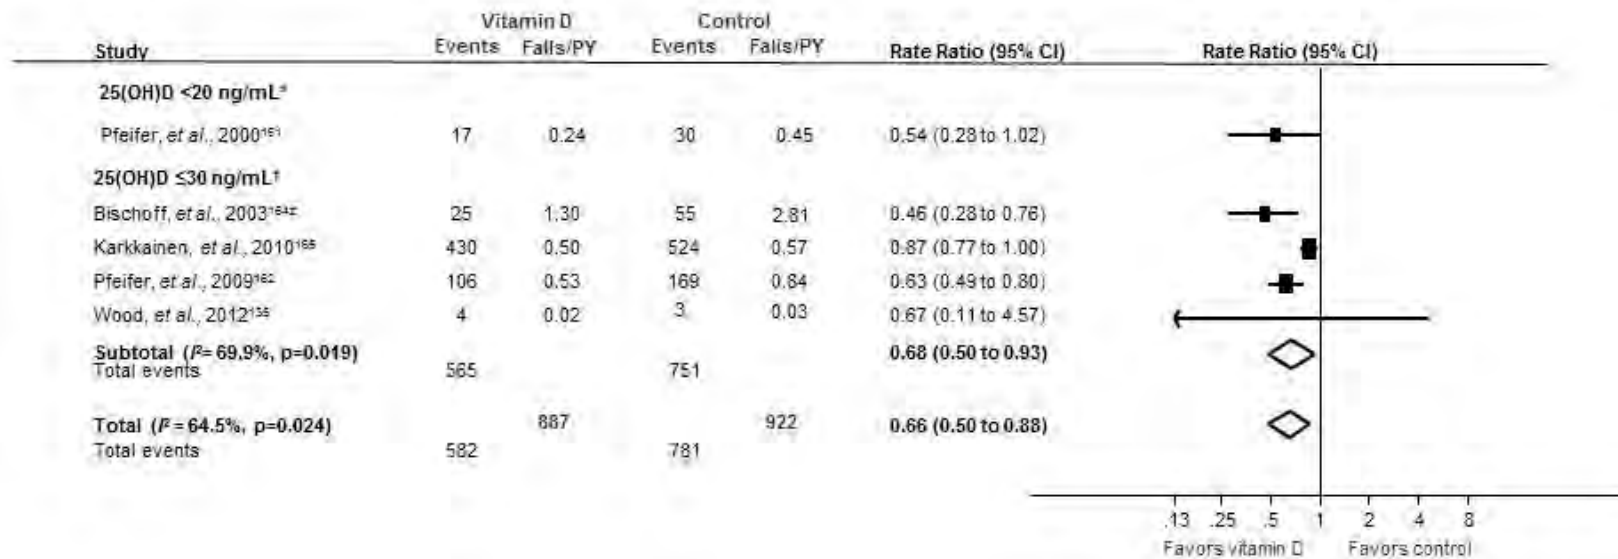 Vitamin D Control
Study Events Falls/PY Events Falls/PY Rate Ratio (95% CI) Rate Ratio (95% CI)
25(OH)D <20 ng/mL*
Pfeifer, et al., 2000¹⁶¹ 17 0.24 30 0.45 0.54 (0.28 to 1.02)
25(OH)D ≤30 ng/mL†
Bischoff, et al., 2003 25 1.30 55 2.81 0.46 (0.28 to 0.76)
Karkkainen, et al., 2010 430 0.50 524 0.57 0.87 (0.77 to 1.00)
Pfeifer, et al., 2009¹⁶² 106 0.53 169 0.84 0.63 (0.49 to 0.80)
Wood, et al., 2012 4 0.02 3 0.03 0.67 (0.11 to 4.57)
Subtotal (I²= 69.9%, p=0.019) 0.68 (0.50 to 0.93)
Total events 565 751
Total (I² = 64.5%, p=0.024) 887 922 0.66 (0.50 to 0.88)
Total events 582 781
.13 .25 .5 1 2 4 8
Favors vitamin D Favors control